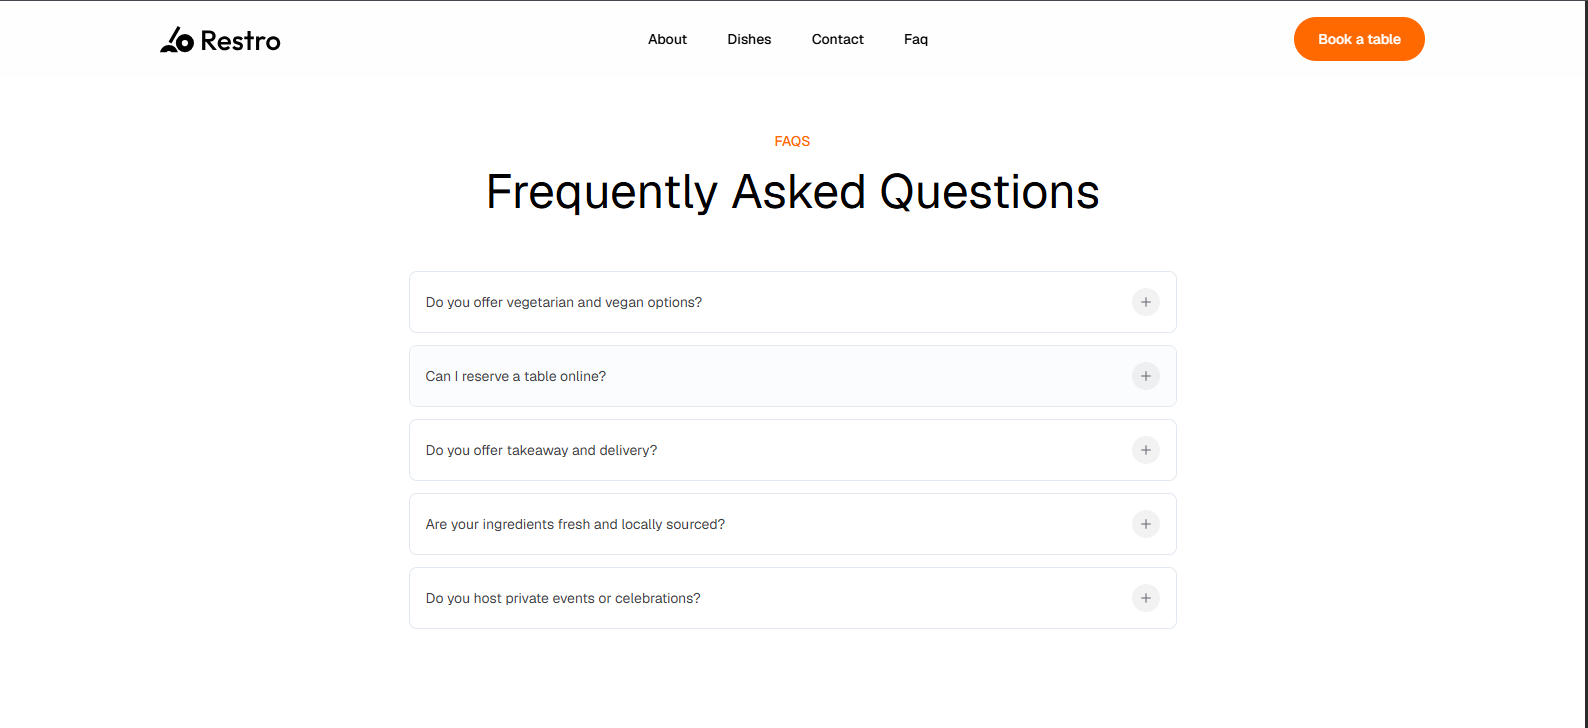 Restro
About
Dishes
Contact
Faq
Book a table
FAQS
Frequently Asked Questions
Do you offer vegetarian and vegan options?
Can I reserve a table online?
Do you offer takeaway and delivery?
Are your ingredients fresh and locally sourced?
Do you host private events or celebrations?